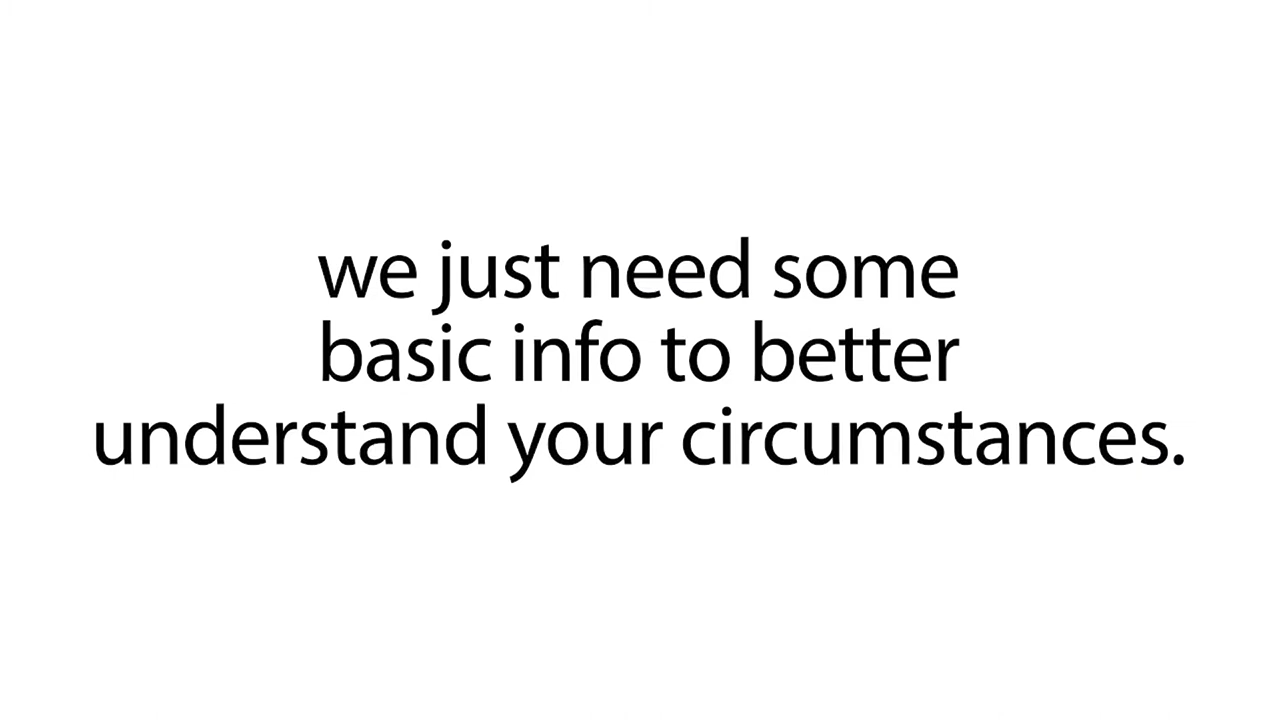 we just need some
basic info to better
understand your circumstances.